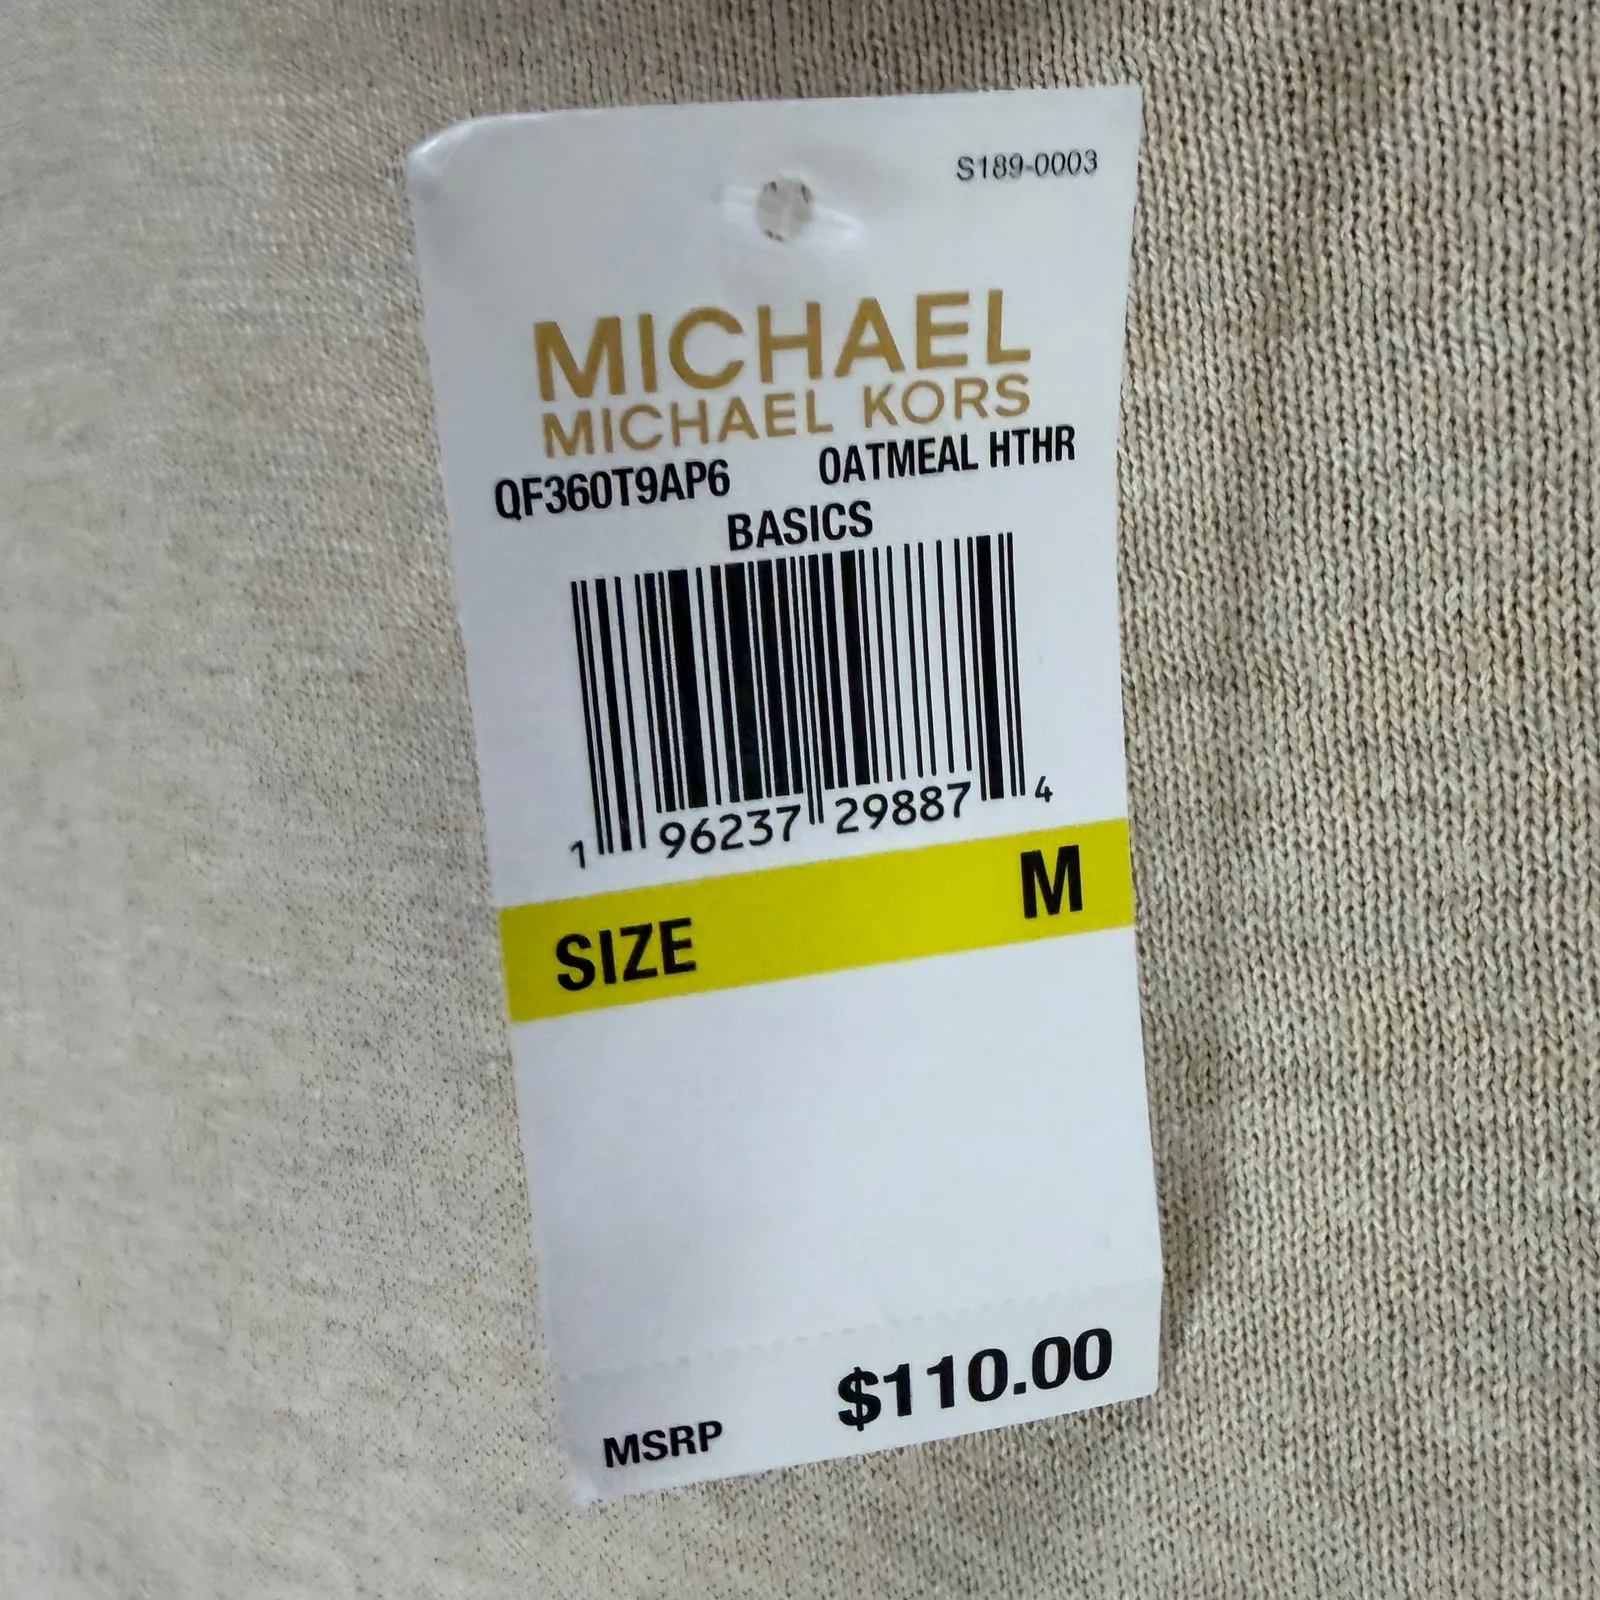 S189-0003
MICHAEL
MICHAEL KORS
QF360T9AP6 OATMEAL HTHR
BASICS
1 96237 29887 4
SIZE M
MSRP $110.00